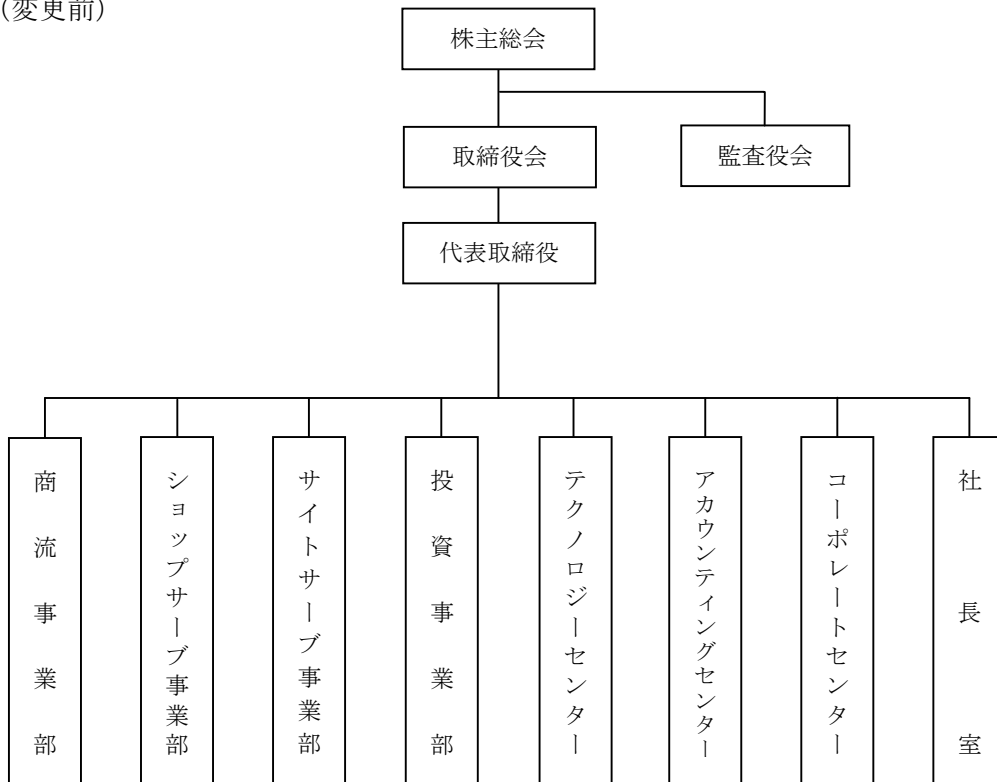 (変更前)
株主総会
取締役会
監査役会
代表取締役
商流事業部
ショップサーブ事業部
サイトサーブ事業部
投資事業部
テクノロジーセンター
アカウンティングセンター
コーポレートセンター
社長室